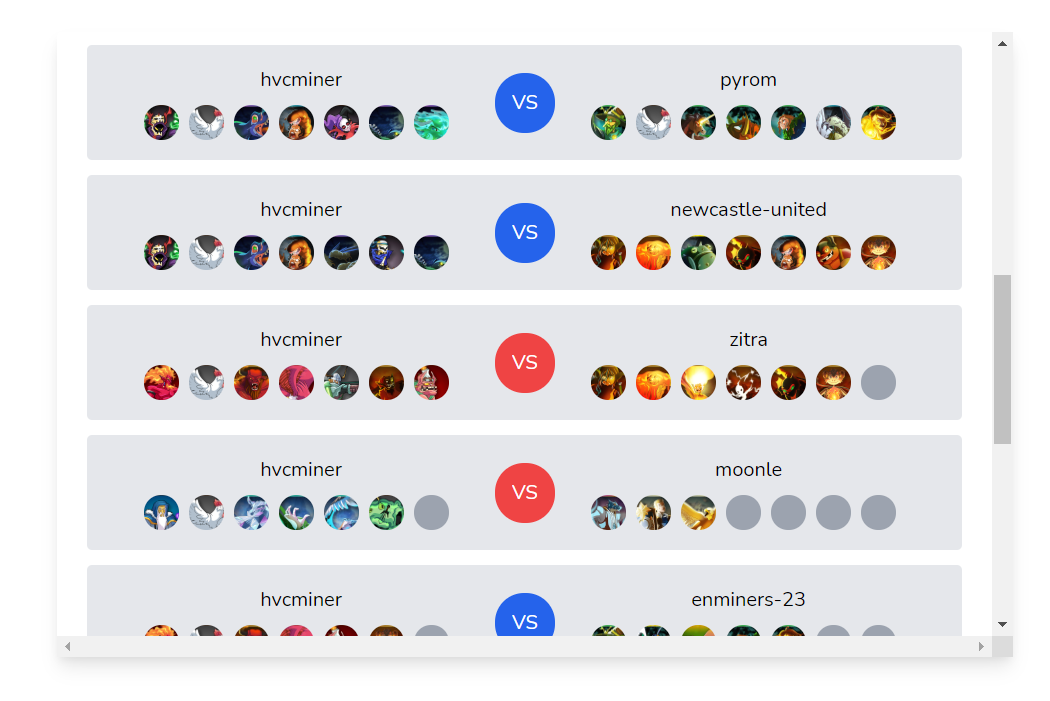 hvcminer VS pyrom
hvcminer VS newcastle-united
hvcminer VS zitra
hvcminer VS moonle
hvcminer VS enminers-23